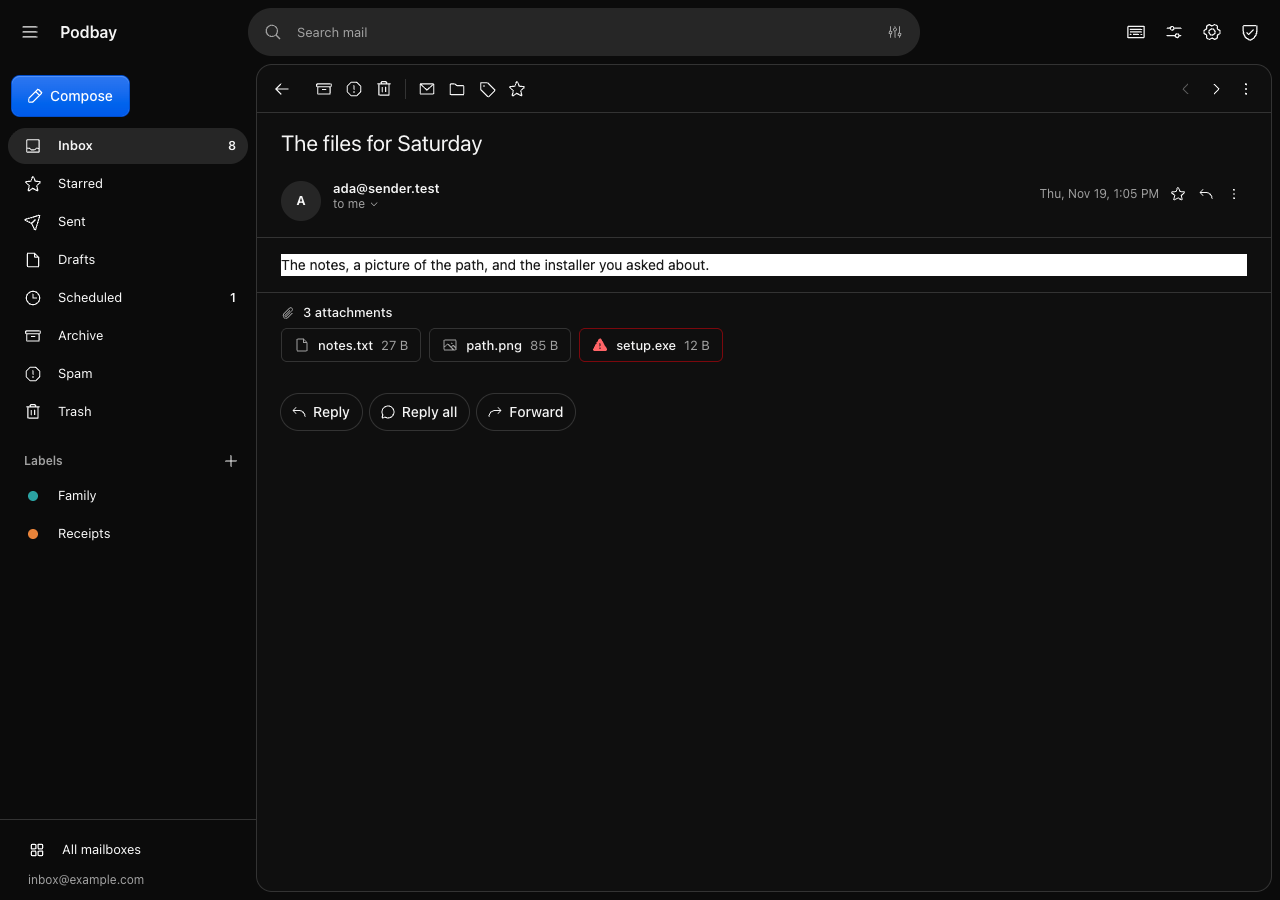 Podbay
Search mail
Compose
Inbox 8
Starred
Sent
Drafts
Scheduled 1
Archive
Spam
Trash
Labels
Family
Receipts
All mailboxes
inbox@example.com
The files for Saturday
A
ada@sender.test
to me
Thu, Nov 19, 1:05 PM
The notes, a picture of the path, and the installer you asked about.
3 attachments
notes.txt 27 B path.png 85 B setup.exe 12 B
Reply Reply all Forward